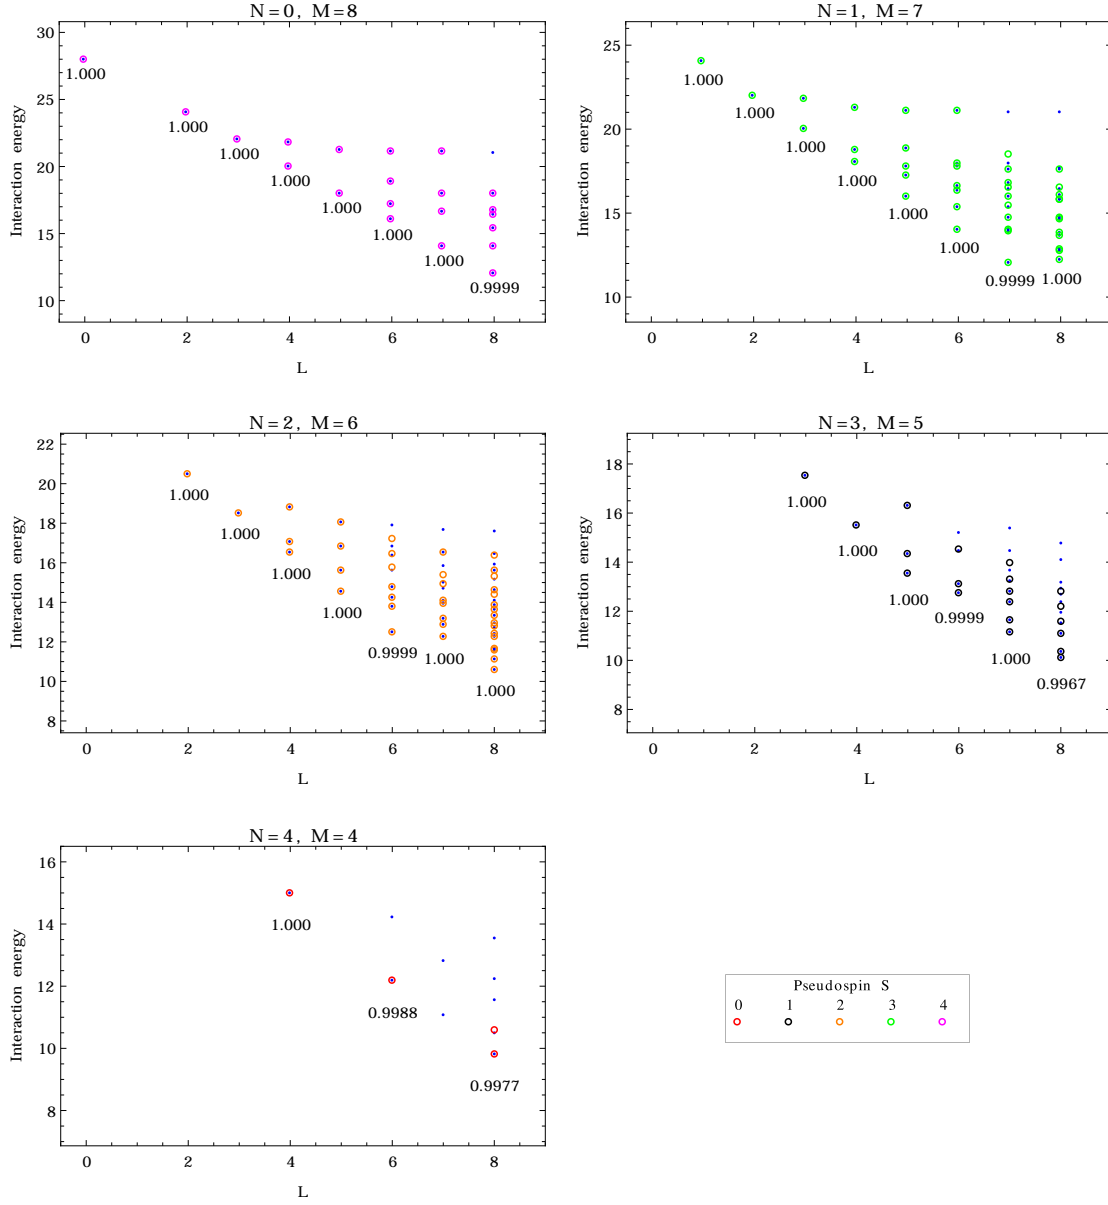 N=0, M=8
Interaction energy
30
25
20
15
10
1.000
1.000
1.000
1.000
1.000
1.000
1.000
0.9999
0 2 4 6 8
L
N=1, M=7
Interaction energy
25
20
15
10
1.000
1.000
1.000
1.000
1.000
1.000
0.9999
1.000
0 2 4 6 8
L
N=2, M=6
Interaction energy
22
20
18
16
14
12
10
8
1.000
1.000
1.000
1.000
0.9999
1.000
1.000
0 2 4 6 8
L
N=3, M=5
Interaction energy
18
16
14
12
10
8
1.000
1.000
1.000
0.9999
1.000
0.9967
0 2 4 6 8
L
N=4, M=4
Interaction energy
16
14
12
10
8
1.000
0.9988
0.9977
0 2 4 6 8
L
Pseudospin S
0 1 2 3 4